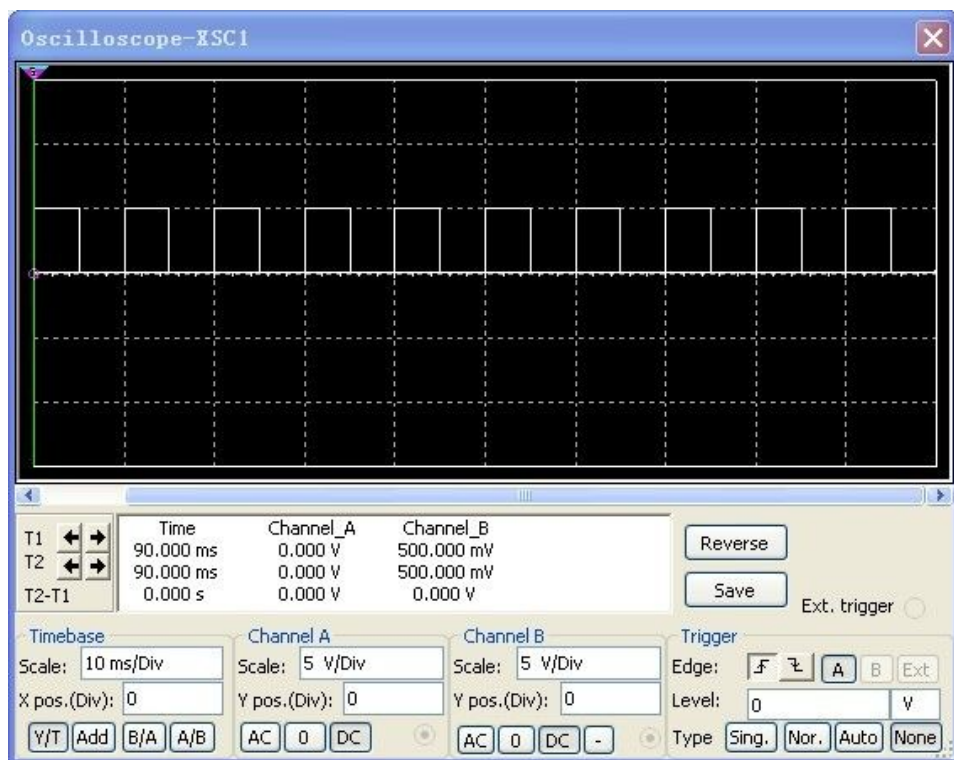 Oscilloscope-XSC1
T1
T2
T2-T1
Time Channel_A Channel_B
90.000 ms 0.000 V 500.000 mV
90.000 ms 0.000 V 500.000 mV
0.000 s 0.000 V 0.000 V
Reverse
Save
Ext. trigger
Timebase
Scale: 10 ms/Div
X pos.(Div): 0
Y/T Add B/A A/B
Channel A
Scale: 5 V/Div
Y pos.(Div): 0
AC 0 DC
Channel B
Scale: 5 V/Div
Y pos.(Div): 0
AC 0 DC -
Trigger
Edge: A B Ext
Level: 0 V
Type Sing. Nor. Auto None